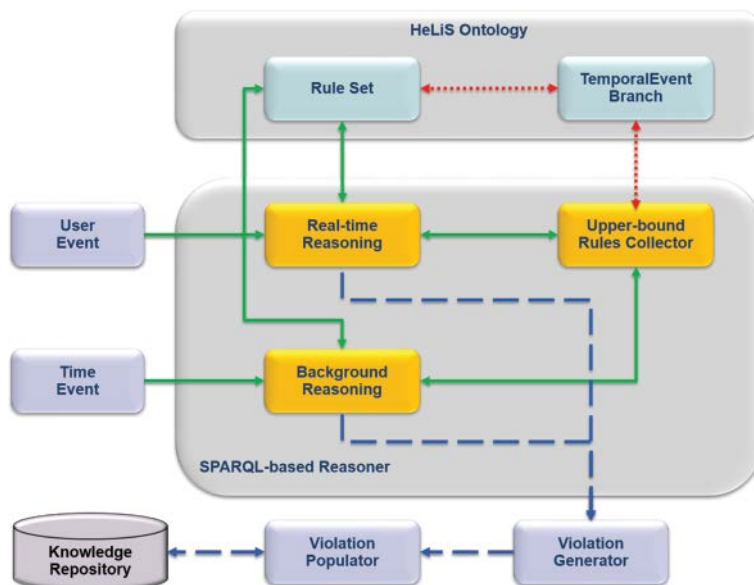 HeLiS Ontology
Rule Set
TemporalEvent
Branch
User
Event
Real-time
Reasoning
Upper-bound
Rules Collector
Time
Event
Background
Reasoning
SPARQL-based Reasoner
Knowledge
Repository
Violation
Populator
Violation
Generator